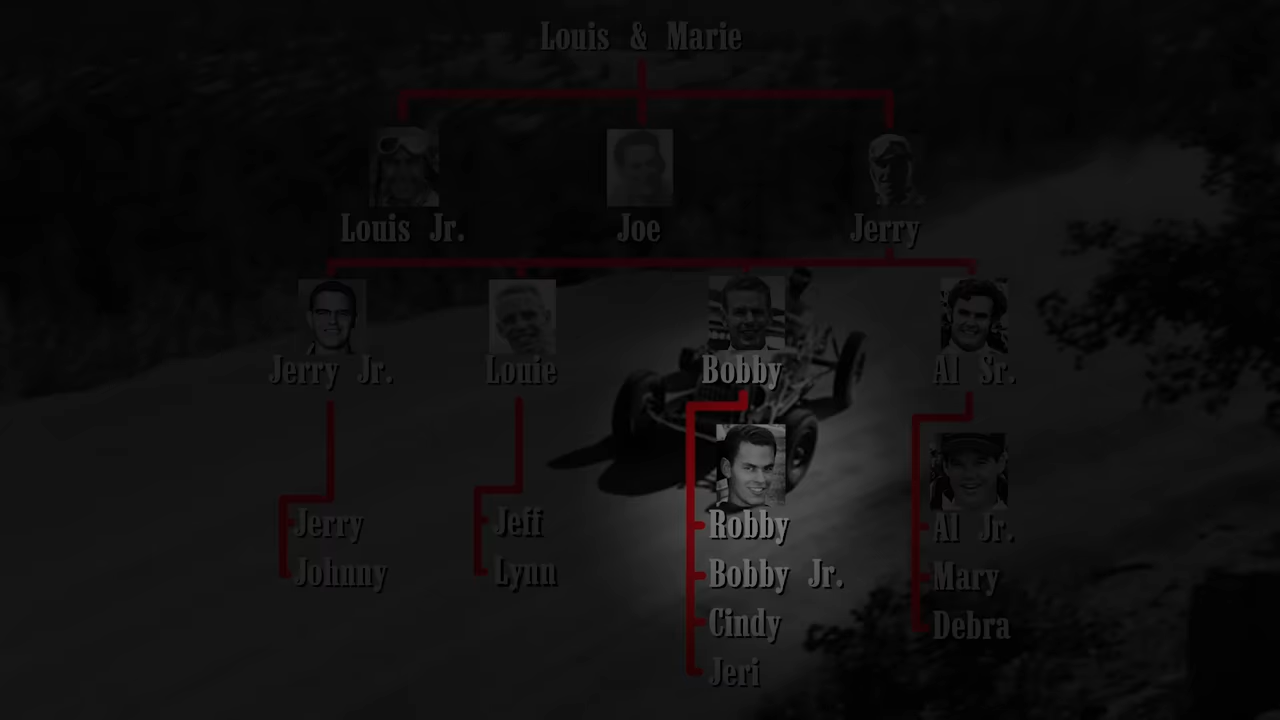 Louis & Marie
Louis Jr. Joe Jerry
Jerry Jr. Louie Bobby Al Sr.
Jerry Jeff Robby Al Jr.
Johnny Lynn Bobby Jr. Mary
Cindy Debra
Jeri